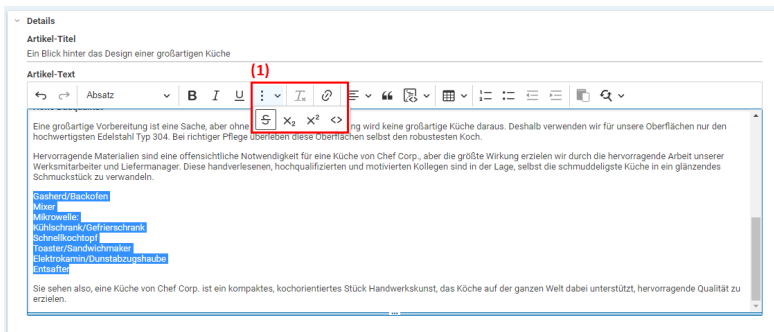 Details
Artikel-Titel
Ein Blick hinter das Design einer großartigen Küche
(1)
Artikel-Text
Absatz B I U
Eine großartige Vorbereitung ist eine Sache, aber ohne ng wird keine großartige Küche daraus. Deshalb verwenden wir für unsere Oberflächen nur den
hochwertigsten Edelstahl Typ 304. Bei richtiger Pflege überleben diese Oberflächen selbst den robustesten Koch.
Hervorragende Materialien sind eine offensichtliche Notwendigkeit für eine Küche von Chef Corp., aber die größte Wirkung erzielen wir durch die hervorragende Arbeit unserer
Werksmitarbeiter und Liefermanager. Diese handverlesenen, hochqualifizierten und motivierten Kollegen sind in der Lage, selbst die schmuddeligste Küche in ein glänzendes
Schmuckstück zu verwandeln.
Gasherd/Backofen
Mixer
Mikrowelle:
Kühlschrank/Gefrierschrank
Schnellkochtopf
Toaster/Sandwichmaker
Elektrokamin/Dunstabzugshaube
Entsafter
Sie sehen also, eine Küche von Chef Corp. ist ein kompaktes, kochorientiertes Stück Handwerkskunst, das Köche auf der ganzen Welt dabei unterstützt, hervorragende Qualität zu
erzielen.